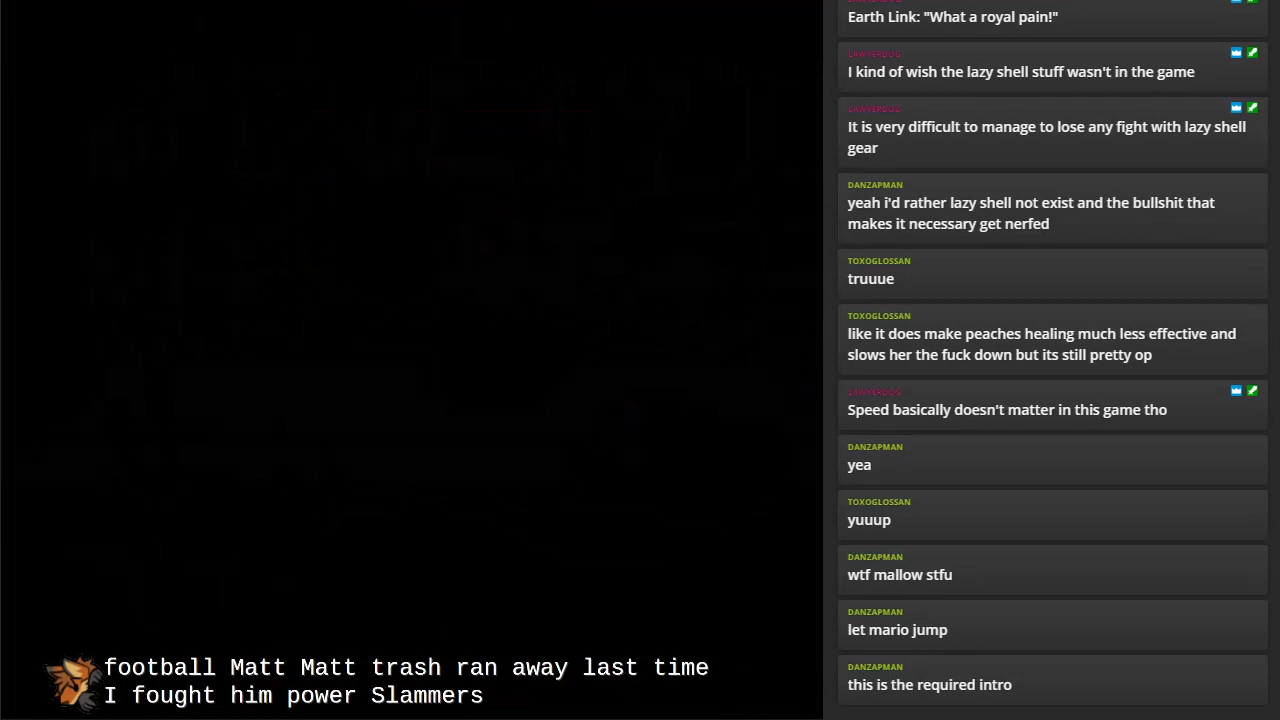 Earth Link: "What a royal pain!"
LAWYERDOG
I kind of wish the lazy shell stuff wasn't in the game
LAWYERDOG
It is very difficult to manage to lose any fight with lazy shell
gear
DANZAPMAN
yeah i'd rather lazy shell not exist and the bullshit that
makes it necessary get nerfed
TOXOGLOSSAN
truuue
TOXOGLOSSAN
like it does make peaches healing much less effective and
slows her the fuck down but its still pretty op
LAWYERDOG
Speed basically doesn't matter in this game tho
DANZAPMAN
yea
TOXOGLOSSAN
yuuup
DANZAPMAN
wtf mallow stfu
DANZAPMAN
let mario jump
DANZAPMAN
this is the required intro
football Matt Matt trash ran away last time
I fought him power Slammers